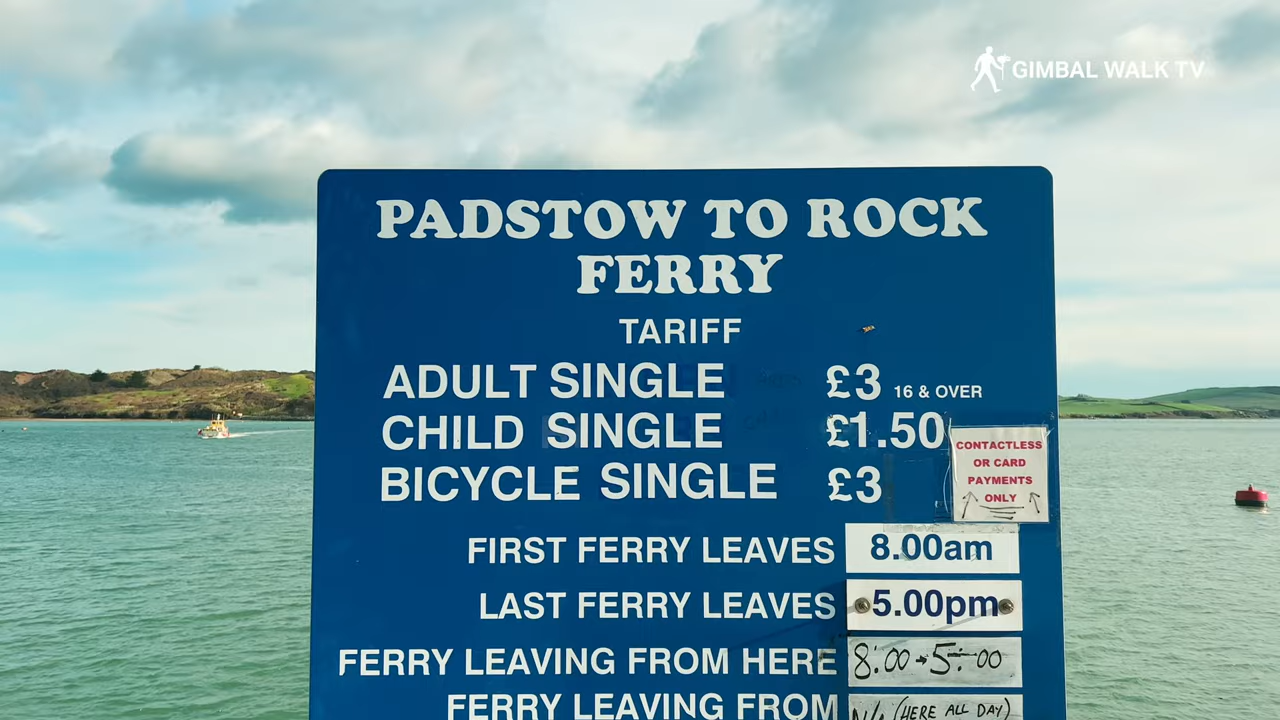 GIMBAL WALK TV
PADSTOW TO ROCK
FERRY
TARIFF
ADULT SINGLE £3 16 & OVER
CHILD SINGLE £1.50
BICYCLE SINGLE £3
CONTACTLESS
OR CARD
PAYMENTS
ONLY
FIRST FERRY LEAVES 8.00am
LAST FERRY LEAVES 5.00pm
FERRY LEAVING FROM HERE 8:00→5:00
FERRY LEAVING FROM N/A (HERE ALL DAY)